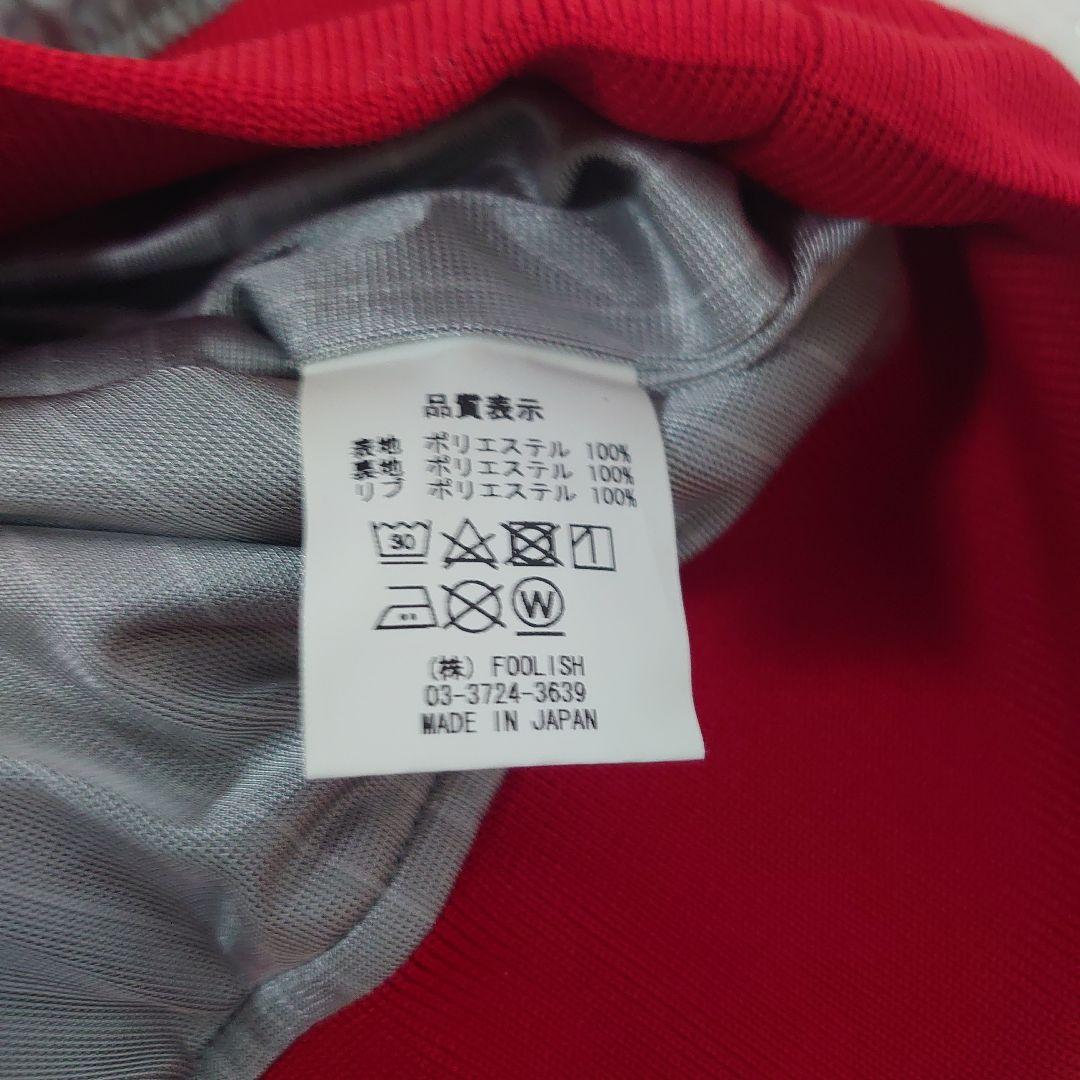 品質表示
表地 ポリエステル 100%
裏地 ポリエステル 100%
リブ ポリエステル 100%
30
W
(株) FOOLISH
03-3724-3639
MADE IN JAPAN